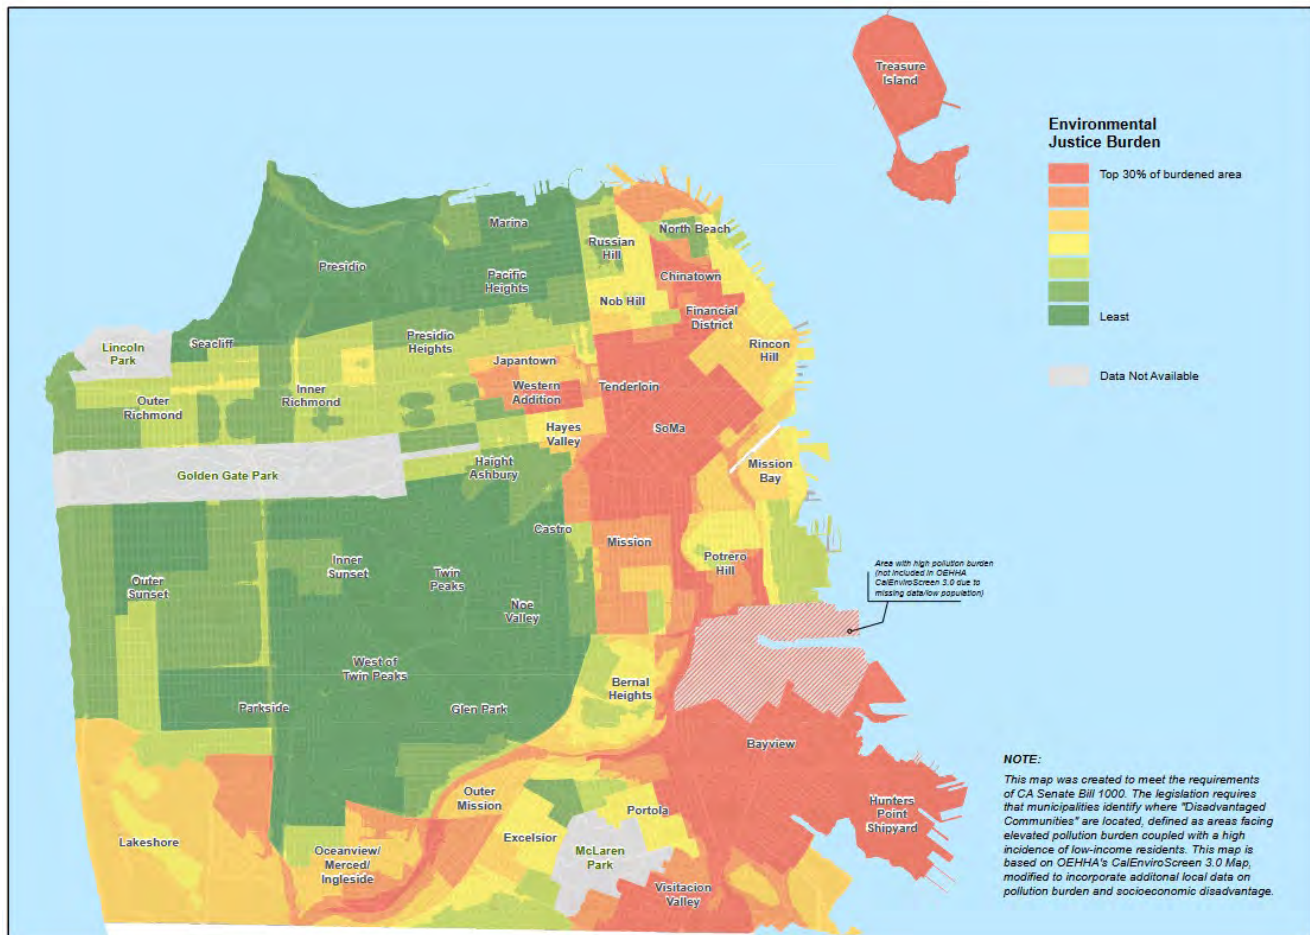 Treasure
Island
Environmental
Justice Burden
Top 30% of burdened area
Least
Data Not Available
Marina
North Beach
Russian
Hill
Presidio
Pacific
Heights
Chinatown
Nob Hill
Financial
District
Seacliff
Lincoln
Park
Presidio
Heights
Rincon
Hill
Japantown
Inner
Richmond
Western
Addition
Tenderloin
Outer
Richmond
Hayes
Valley
SoMa
Golden Gate Park
Haight
Ashbury
Mission
Bay
Castro
Mission
Potrero
Hill
Inner
Sunset
Twin
Peaks
Outer
Sunset
Noe
Valley
Area with high pollution burden
(not included in OEHHA
CalEnviroScreen 3.0 due to
missing data/low population)
West of
Twin Peaks
Bernal
Heights
Parkside
Glen Park
Bayview
Outer
Mission
Portola
Hunters
Point
Shipyard
Lakeshore
Excelsior
Oceanview/
Merced/
Ingleside
McLaren
Park
Visitacion
Valley
NOTE:
This map was created to meet the requirements
of CA Senate Bill 1000. The legislation requires
that municipalities identify where "Disadvantaged
Communities" are located, defined as areas facing
elevated pollution burden coupled with a high
incidence of low-income residents. This map is
based on OEHHA's CalEnviroScreen 3.0 Map,
modified to incorporate additonal local data on
pollution burden and socioeconomic disadvantage.